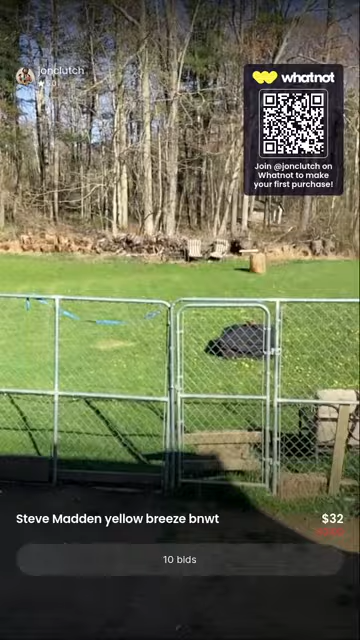 jonclutch
whatnot
Join @jonclutch on
Whatnot to make
your first purchase!
Steve Madden yellow breeze bnwt
$32
10 bids